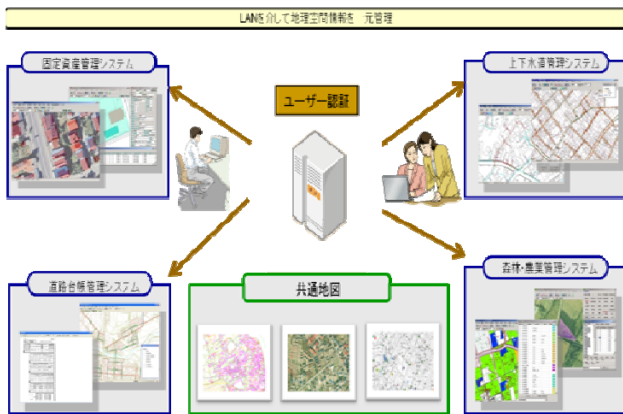 LANを介して地理空間情報を 元管理
固定資産管理システム
上下水道管理システム
ユーザー認証
道路台帳管理システム
共通地図
森林・農業管理システム